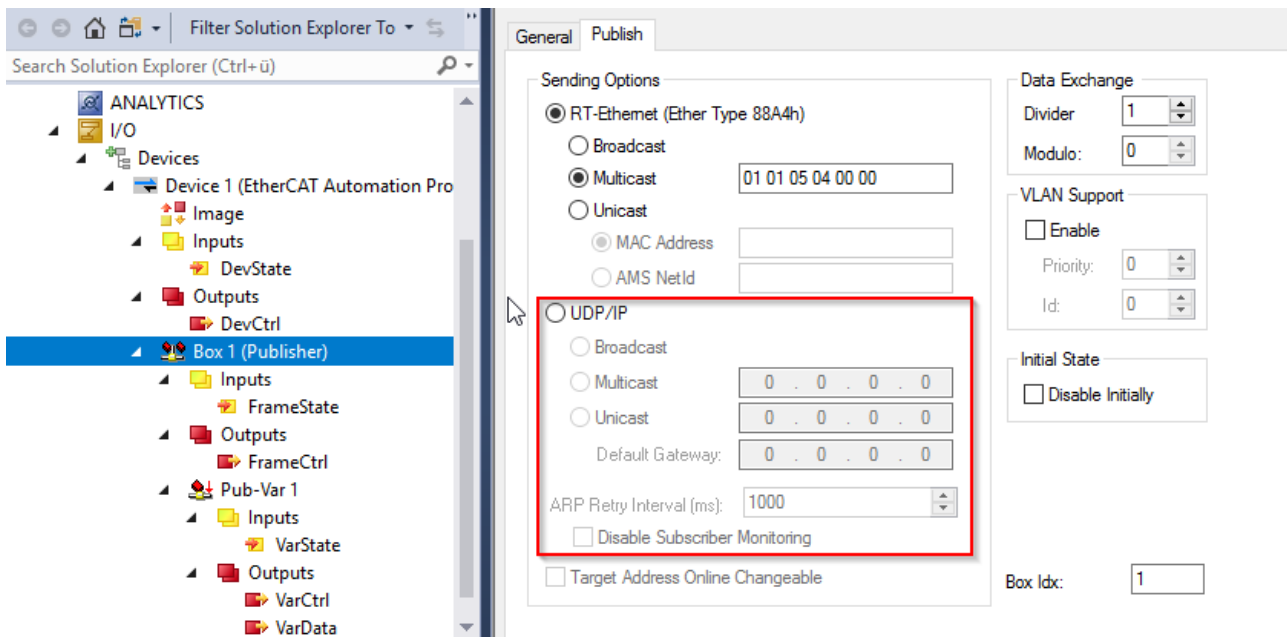 Filter Solution Explorer To
Search Solution Explorer (Ctrl+ü)
ANALYTICS
I/O
Devices
Device 1 (EtherCAT Automation Pro
Image
Inputs
DevState
Outputs
DevCtrl
Box 1 (Publisher)
Inputs
FrameState
Outputs
FrameCtrl
Pub-Var 1
Inputs
VarState
Outputs
VarCtrl
VarData
General
Publish
Sending Options
RT-Ethernet (Ether Type 88A4h)
Broadcast
Multicast
01 01 05 04 00 00
Unicast
MAC Address
AMS NetId
UDP/IP
Broadcast
Multicast
0 . 0 . 0 . 0
Unicast
0 . 0 . 0 . 0
Default Gateway:
0 . 0 . 0 . 0
ARP Retry Interval (ms):
1000
Disable Subscriber Monitoring
Target Address Online Changeable
Data Exchange
Divider
1
Modulo:
0
VLAN Support
Enable
Priority:
0
Id:
0
Initial State
Disable Initially
Box Idx:
1